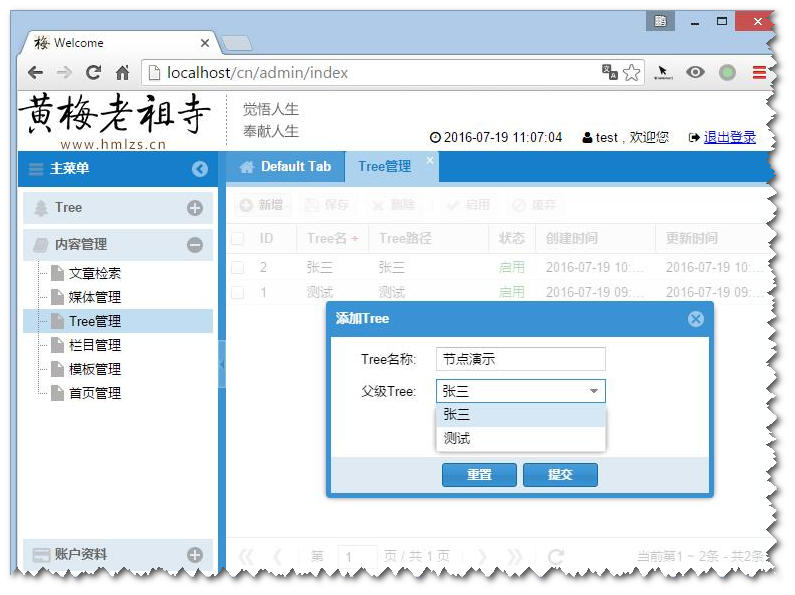 Welcome
localhost/cn/admin/index
黄梅老祖寺
www.hmlzs.cn
觉悟人生
奉献人生
2016-07-19 11:07:04 test , 欢迎您 退出登录
主菜单
Default Tab Tree管理
Tree
新增 保存 删除 启用 废弃
ID Tree名 Tree路径 状态 创建时间 更新时间
内容管理
2 张三 张三 启用 2016-07-19 10:... 2016-07-19 10:...
1 测试 测试 启用 2016-07-19 09:... 2016-07-19 09:...
文章检索
媒体管理
Tree管理
栏目管理
模板管理
首页管理
添加Tree
Tree名称: 节点演示
父级Tree: 张三
张三
测试
重置 提交
账户资料
第 1 页 / 共 1 页 当前第1 ~ 2条 - 共2条